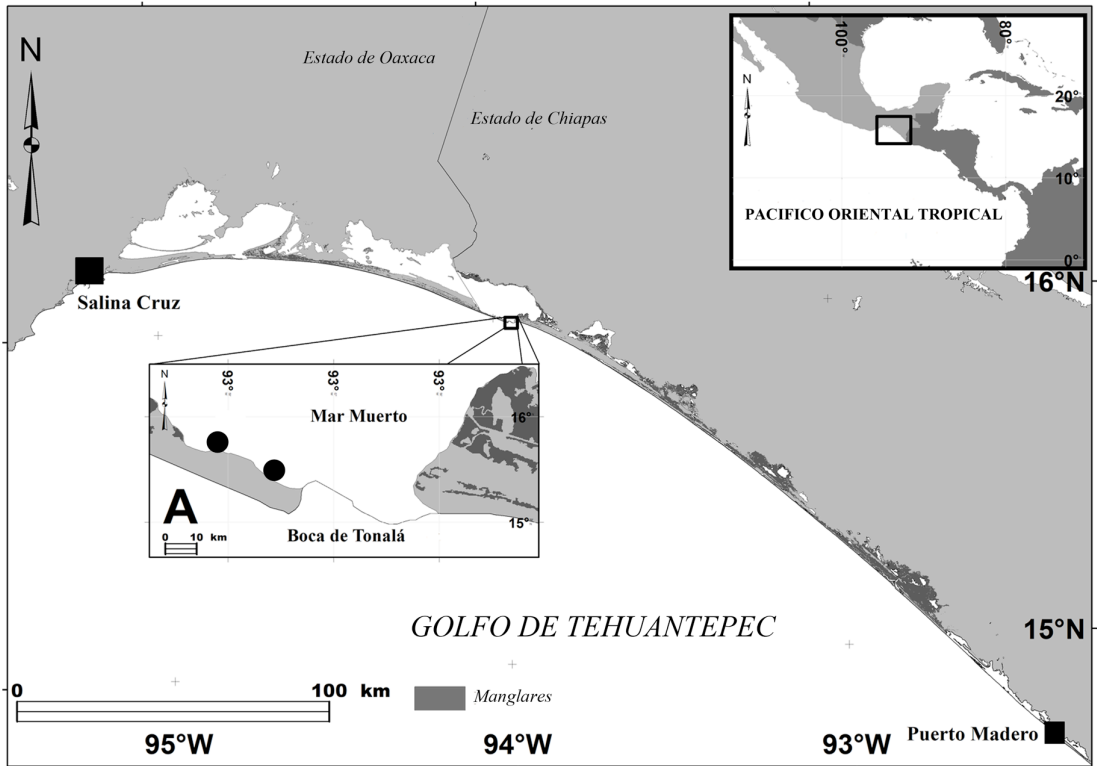 N
Estado de Oaxaca
Estado de Chiapas
100°
80°
N
20°
10°
PACIFICO ORIENTAL TROPICAL
0°
16°N
Salina Cruz
N
93°
93°
93°
Mar Muerto
16°
A
0 10 km
Boca de Tonalá
15°
GOLFO DE TEHUANTEPEC
15°N
0 100 km
Manglares
95°W
94°W
93°W
Puerto Madero